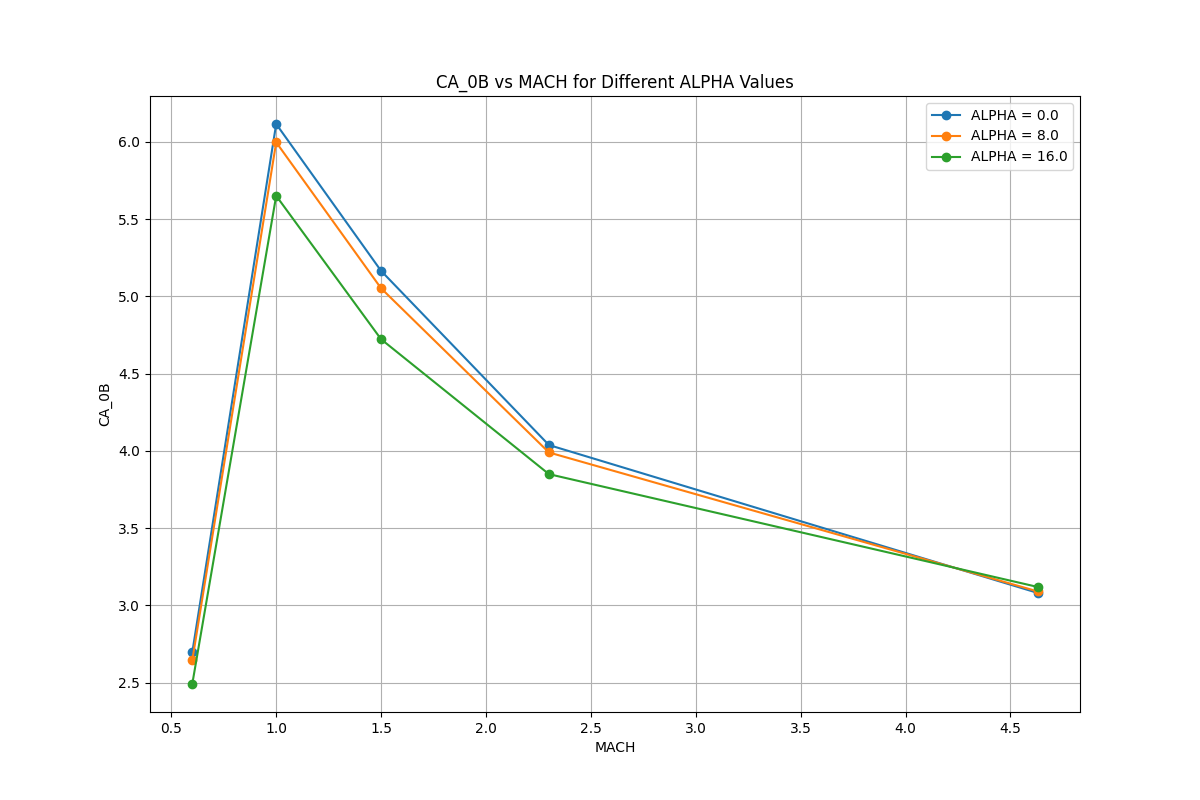 CA_0B vs MACH for Different ALPHA Values
ALPHA = 0.0
ALPHA = 8.0
ALPHA = 16.0
6.0
5.5
5.0
4.5
4.0
3.5
3.0
2.5
CA_0B
0.5 1.0 1.5 2.0 2.5 3.0 3.5 4.0 4.5
MACH